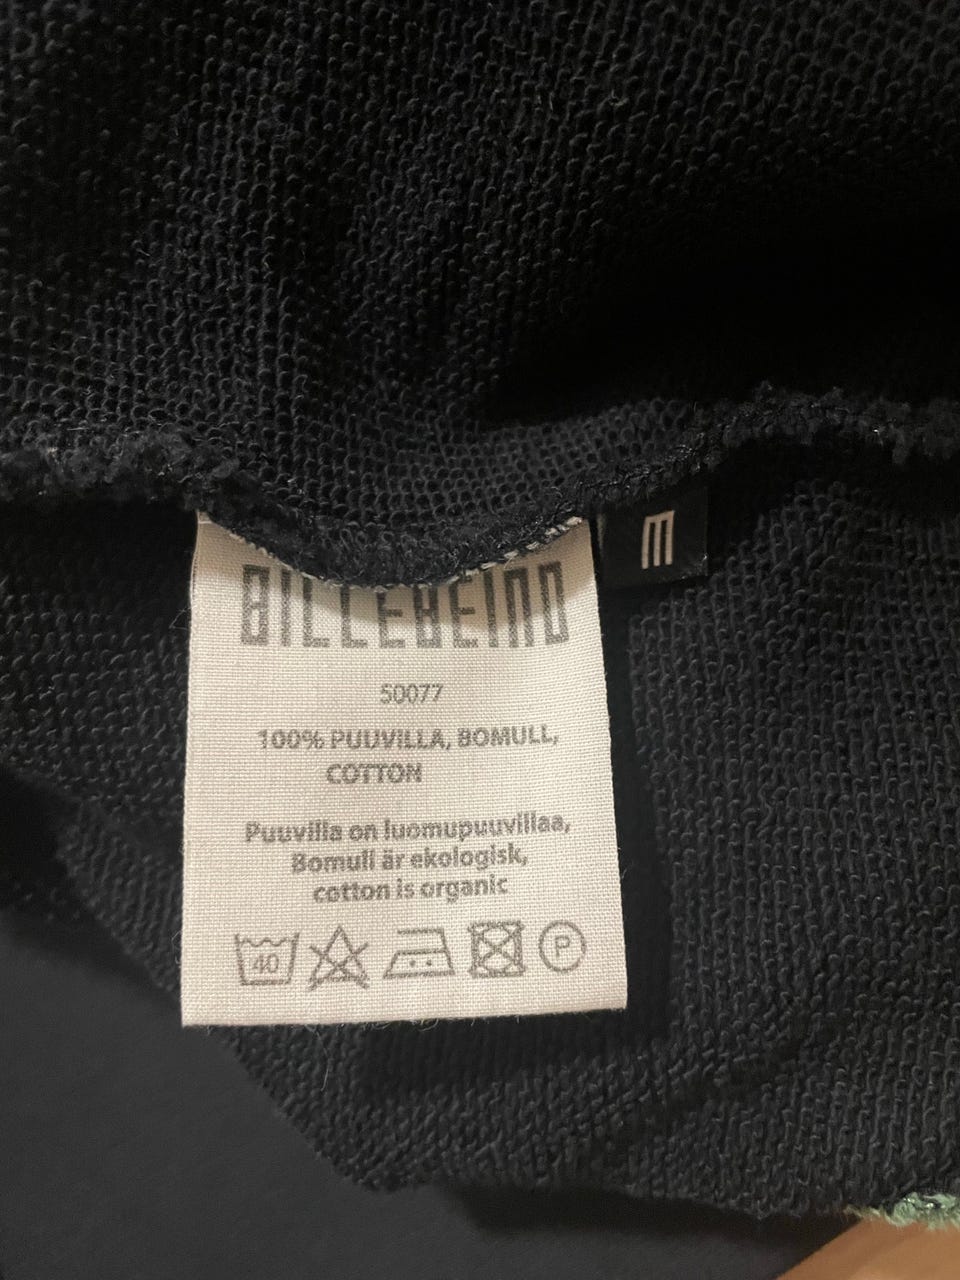 BILLEBEINO
M
50077
100% PUUVILLA, BOMULL,
COTTON
Puuvilla on luomupuuvillaa,
Bomull är ekologisk,
cotton is organic
40
P